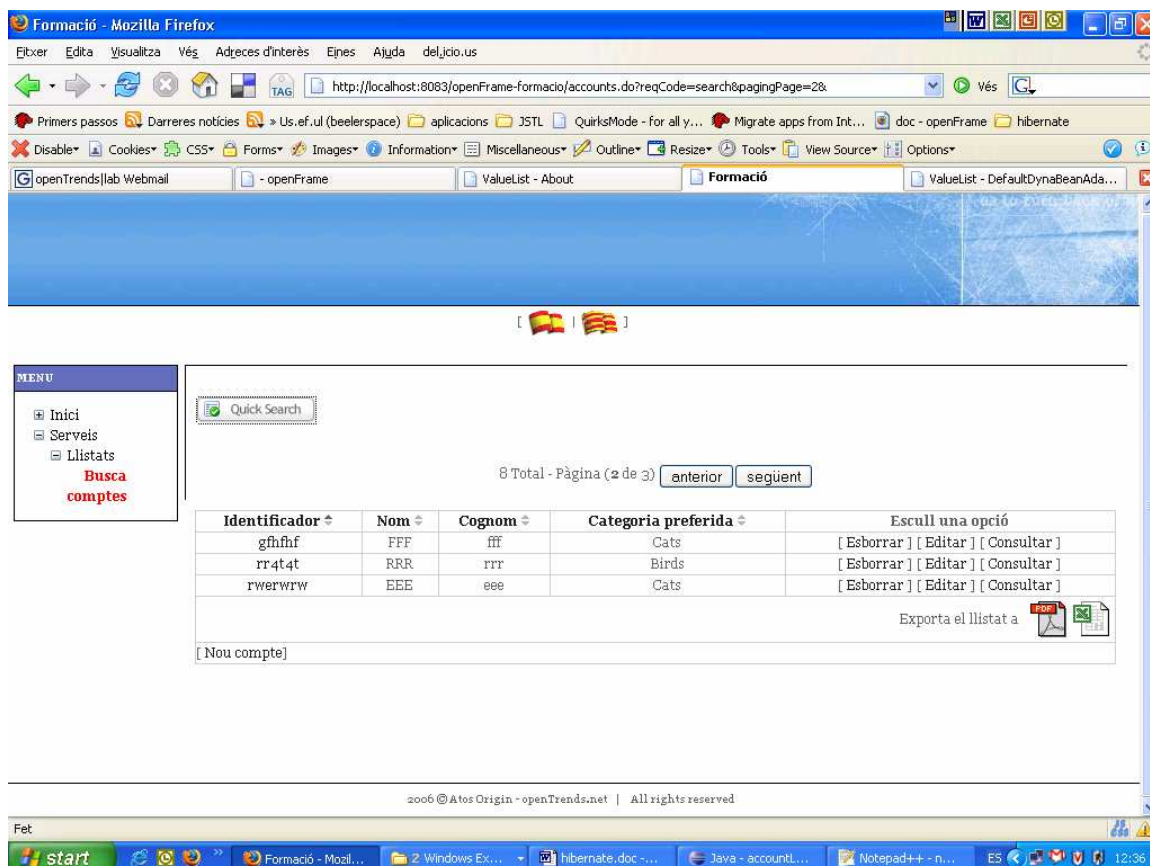 Formació - Mozilla Firefox
Fitxer Edita Visualitza Vés Adreces d'interès Eines Ajuda del.icio.us
TAG http://localhost:8083/openFrame-formacio/accounts.do?reqCode=search&pagingPage=2& Vés
Primers passos Darreres notícies » Us.ef.ul (beelerspace) aplicacions JSTL QuirksMode - for all y... Migrate apps from Int... doc - openFrame hibernate
Disable Cookies CSS Forms Images Information Miscellaneous Outline Resize Tools View Source Options
openTrends||lab Webmail - openFrame ValueList - About Formació ValueList - DefaultDynaBeanAda...
[ | ]
MENU
Inici
Serveis
Llistats
Busca
comptes
Quick Search
8 Total - Pàgina (2 de 3) anterior següent
Identificador Nom Cognom Categoria preferida Escull una opció
gfhfhf FFF fff Cats [ Esborrar ] [ Editar ] [ Consultar ]
rr4t4t RRR rrr Birds [ Esborrar ] [ Editar ] [ Consultar ]
rwerwrw EEE eee Cats [ Esborrar ] [ Editar ] [ Consultar ]
Exporta el llistat a PDF
[ Nou compte]
2006 © Atos Origin - openTrends.net | All rights reserved
Fet
start Formació - Mozil... 2 Windows Ex... hibernate.doc -... Java - accountL... Notepad++ - n... ES 12:36